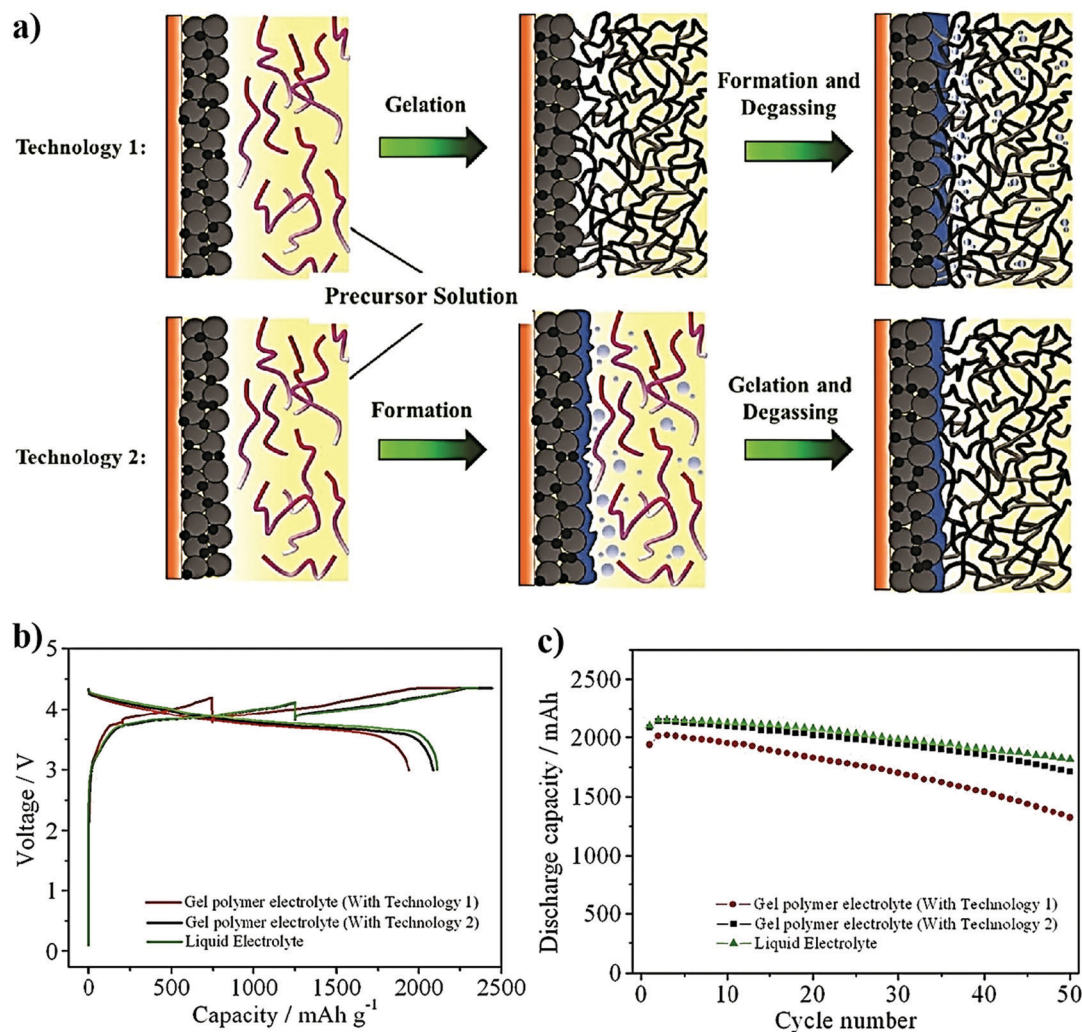 a)
Technology 1:
Gelation
Formation and
Degassing
Precursor Solution
Technology 2:
Formation
Gelation and
Degassing
b)
5
4
3
2
1
0
Voltage / V
Gel polymer electrolyte (With Technology 1)
Gel polymer electrolyte (With Technology 2)
Liquid Electrolyte
0 500 1000 1500 2000 2500
Capacity / mAh g⁻¹
c)
2500
2000
1500
1000
500
0
Discharge capacity / mAh
Gel polymer electrolyte (With Technology 1)
Gel polymer electrolyte (With Technology 2)
Liquid Electrolyte
0 10 20 30 40 50
Cycle number